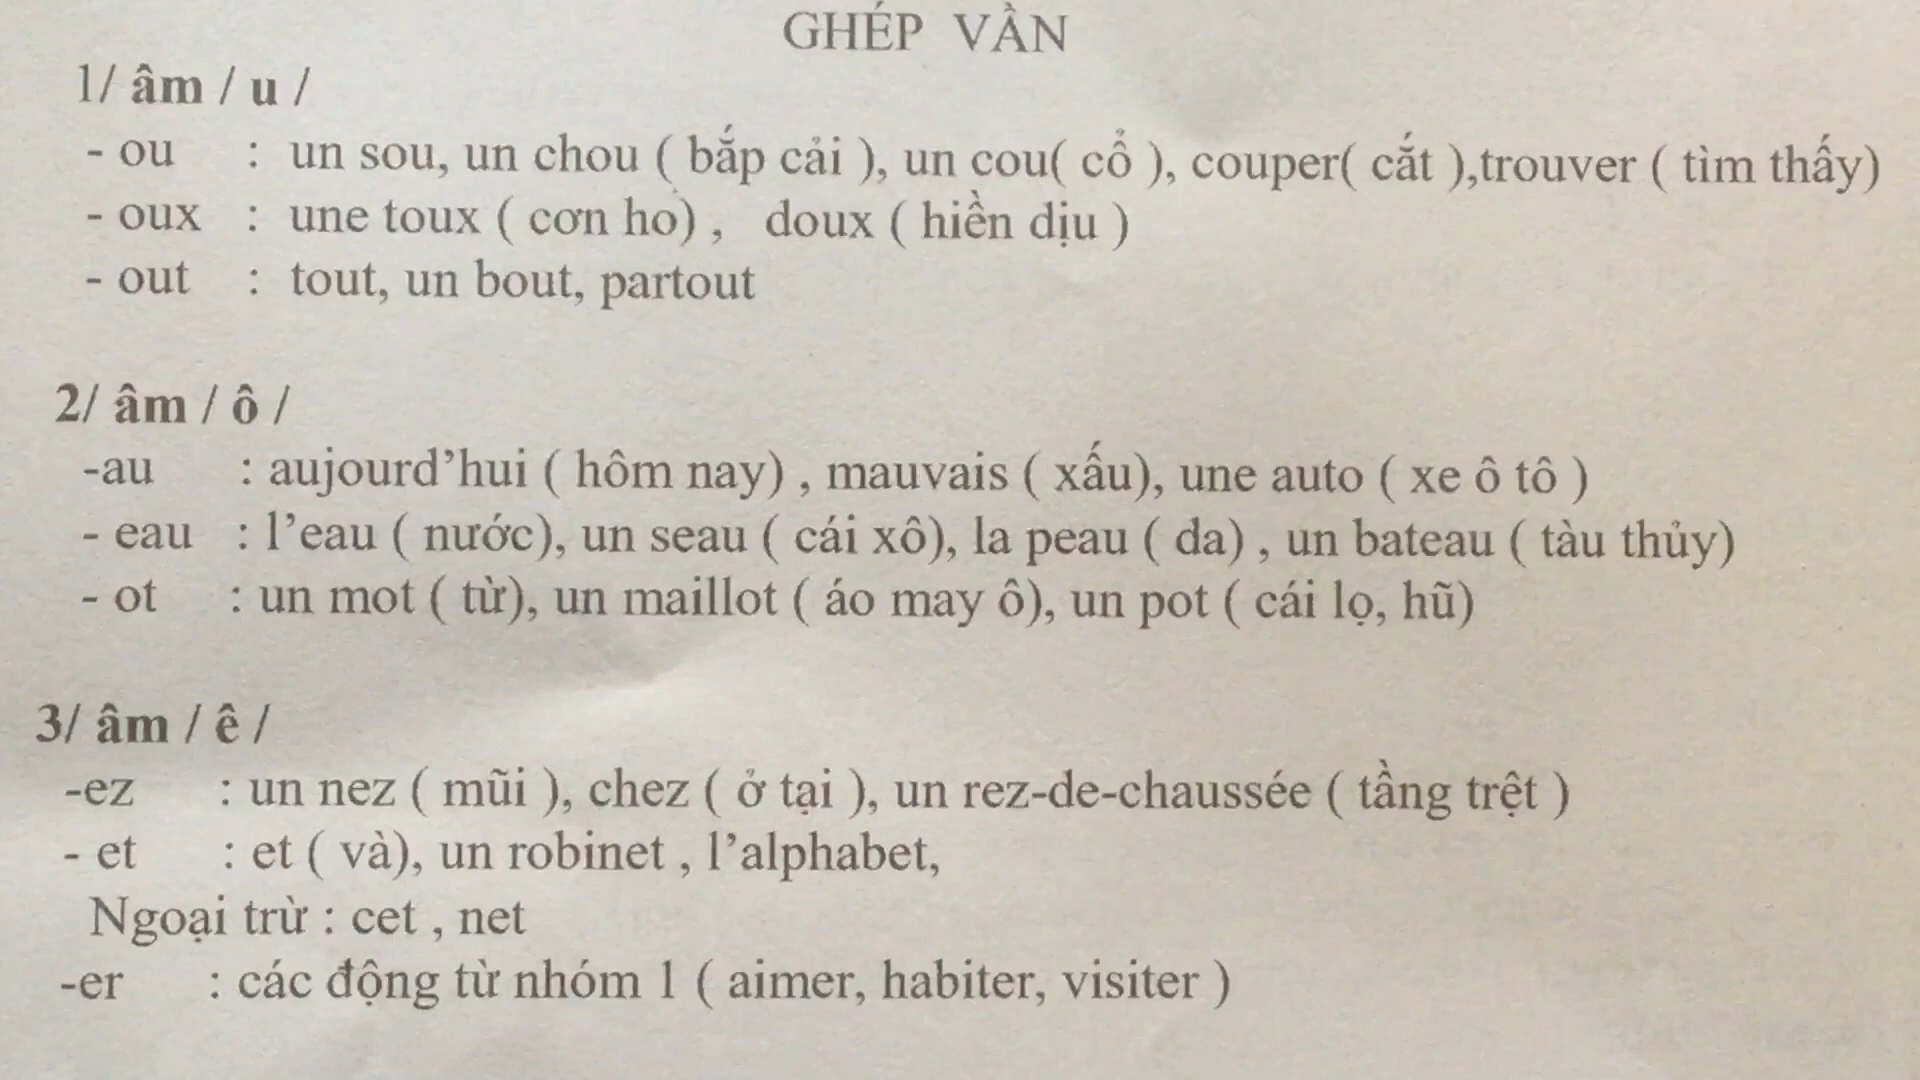 GHÉP VẦN
1/ âm / u /
- ou : un sou, un chou ( bắp cải ), un cou( cổ ), couper( cắt ),trouver ( tìm thấy)
- oux : une toux ( cơn ho) , doux ( hiền dịu )
- out : tout, un bout, partout
2/ âm / ô /
-au : aujourd’hui ( hôm nay) , mauvais ( xấu), une auto ( xe ô tô )
- eau : l’eau ( nước), un seau ( cái xô), la peau ( da) , un bateau ( tàu thủy)
- ot : un mot ( từ), un maillot ( áo may ô), un pot ( cái lọ, hũ)
3/ âm / ê /
-ez : un nez ( mũi ), chez ( ở tại ), un rez-de-chaussée ( tầng trệt )
- et : et ( và), un robinet , l’alphabet,
Ngoại trừ : cet , net
-er : các động từ nhóm 1 ( aimer, habiter, visiter )